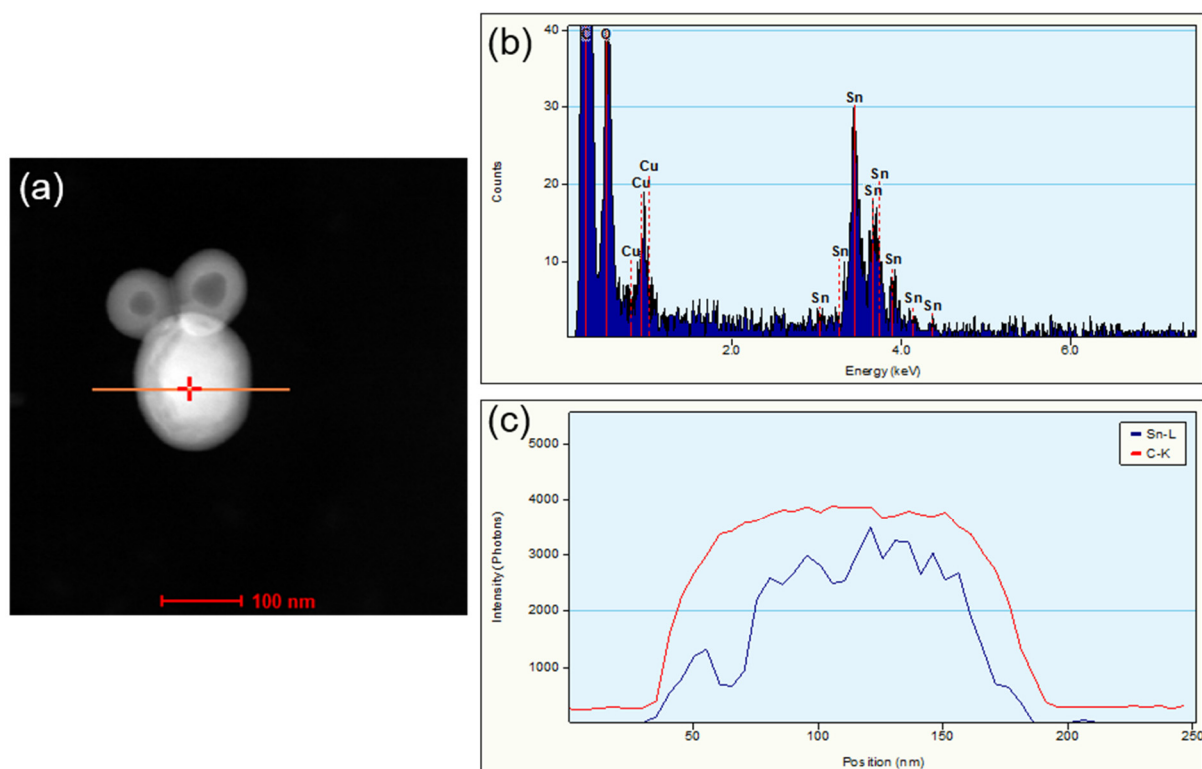 (a)
100 nm
(b)
40
30
20
10
Counts
C
O
Cu
Cu
Cu
Sn
Sn
Sn
Sn
Sn
Sn
Sn
Sn
2.0
4.0
6.0
Energy (keV)
(c)
5000
4000
3000
2000
1000
Intensity (Photons)
Sn-L
C-K
50
100
150
200
250
Position (nm)